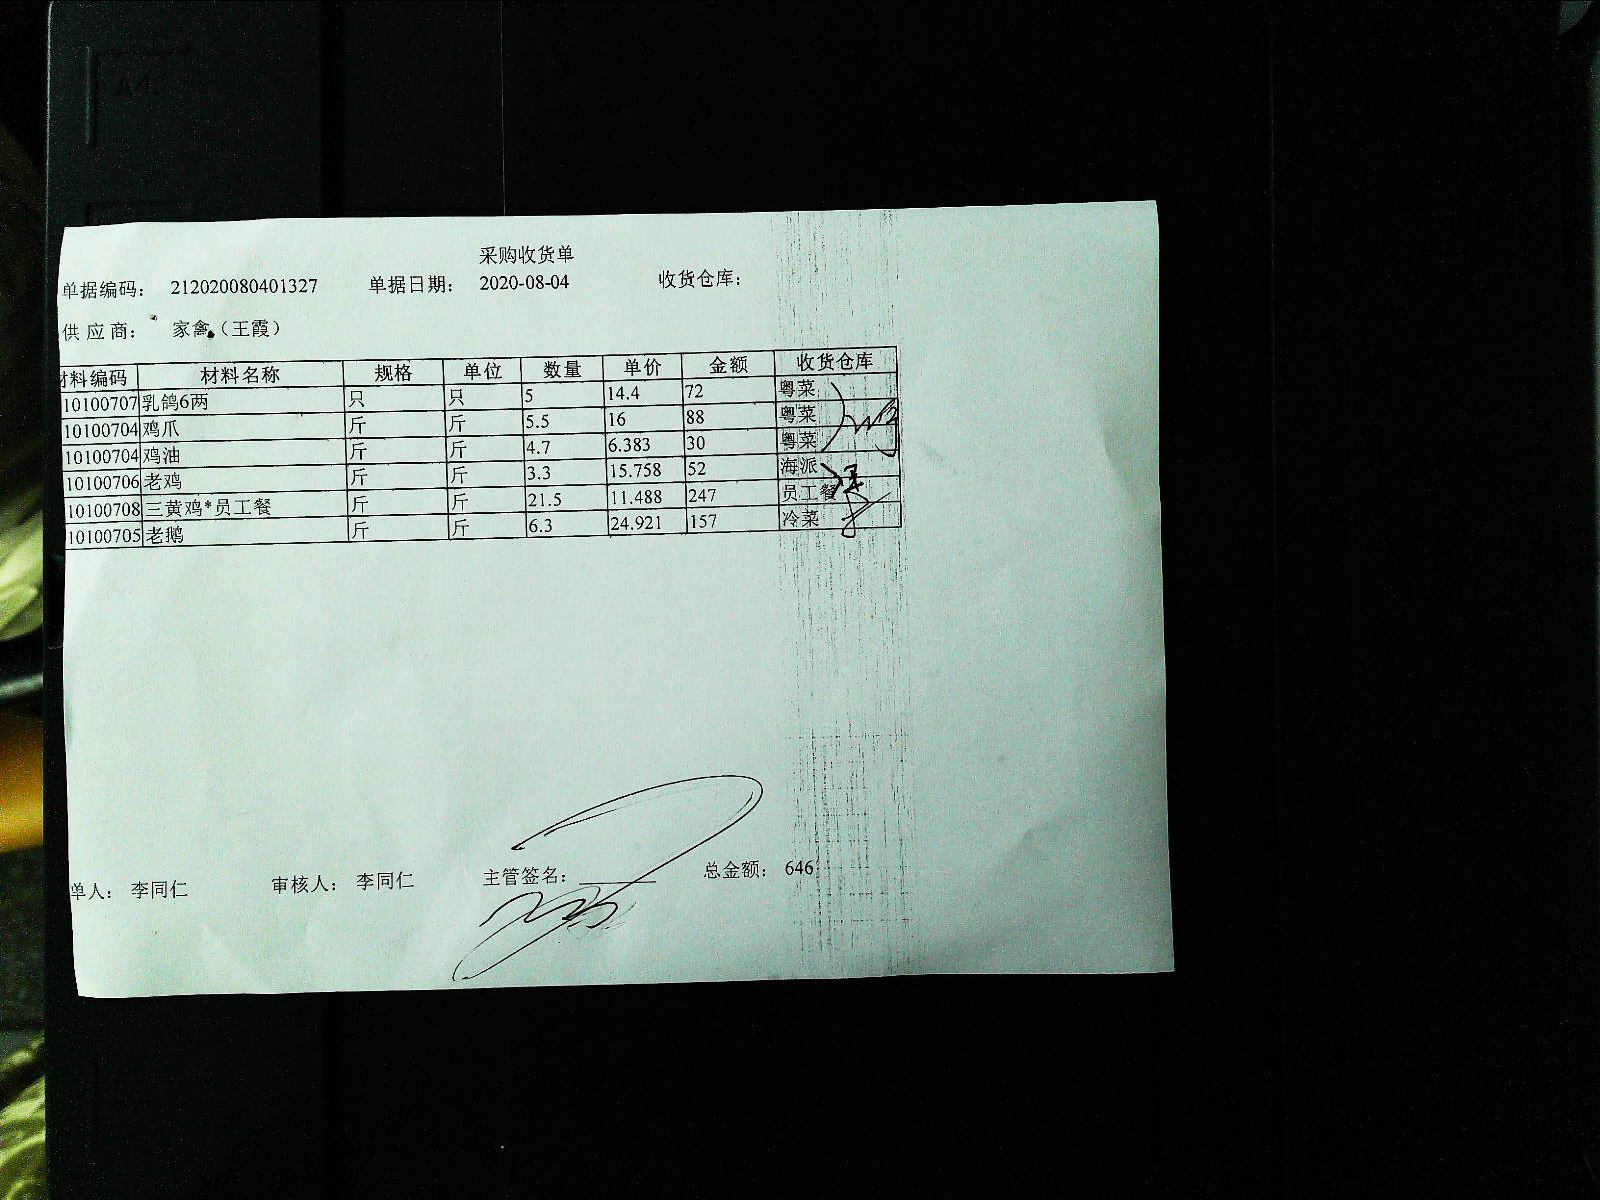 采购收货单
单据编码： 212020080401327 单据日期： 2020-08-04 收货仓库：
供应商： 家禽（王霞）
材料编码 材料名称 规格 单位 数量 单价 金额 收货仓库
10100707 乳鸽6两 只 只 5 14.4 72 粤菜
10100704 鸡爪 斤 斤 5.5 16 88 粤菜
10100704 鸡油 斤 斤 4.7 6.383 30 粤菜
10100706 老鸡 斤 斤 3.3 15.758 52 海派
10100708 三黄鸡*员工餐 斤 斤 21.5 11.488 247 员工餐
10100705 老鹅 斤 斤 6.3 24.921 157 冷菜
单人： 李同仁 审核人： 李同仁 主管签名： 总金额： 646